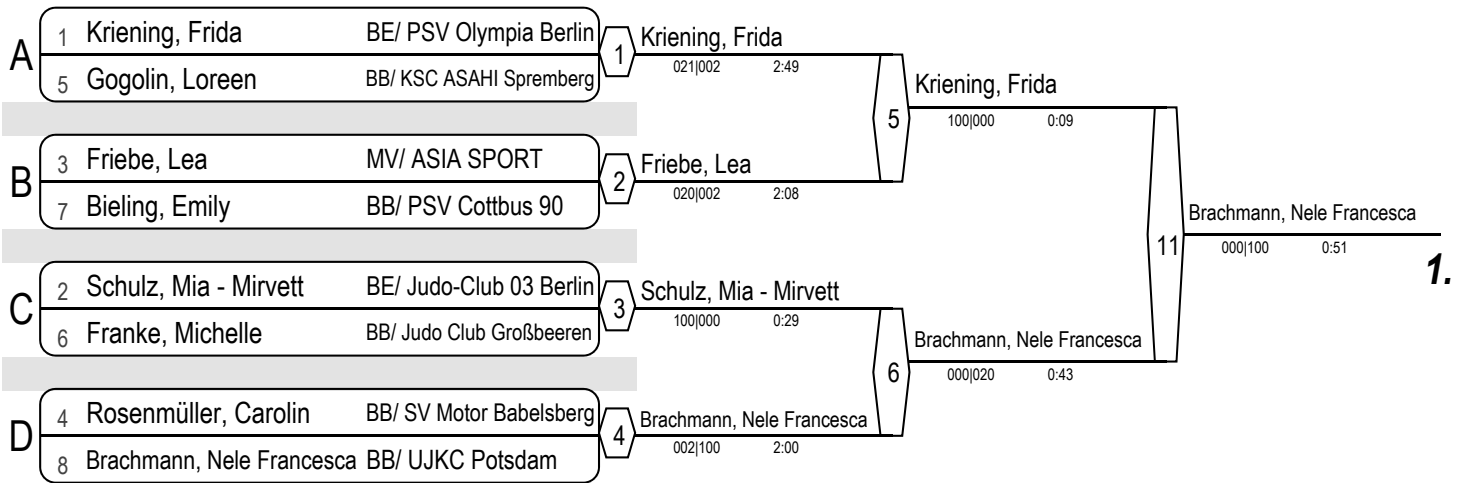 A
1 Kriening, Frida BE/ PSV Olympia Berlin
5 Gogolin, Loreen BB/ KSC ASAHI Spremberg
1
Kriening, Frida
021|002 2:49
B
3 Friebe, Lea MV/ ASIA SPORT
7 Bieling, Emily BB/ PSV Cottbus 90
2
Friebe, Lea
020|002 2:08
C
2 Schulz, Mia - Mirvett BE/ Judo-Club 03 Berlin
6 Franke, Michelle BB/ Judo Club Großbeeren
3
Schulz, Mia - Mirvett
100|000 0:29
D
4 Rosenmüller, Carolin BB/ SV Motor Babelsberg
8 Brachmann, Nele Francesca BB/ UJKC Potsdam
4
Brachmann, Nele Francesca
002|100 2:00
5
Kriening, Frida
100|000 0:09
6
Brachmann, Nele Francesca
000|020 0:43
11
Brachmann, Nele Francesca
000|100 0:51
1.